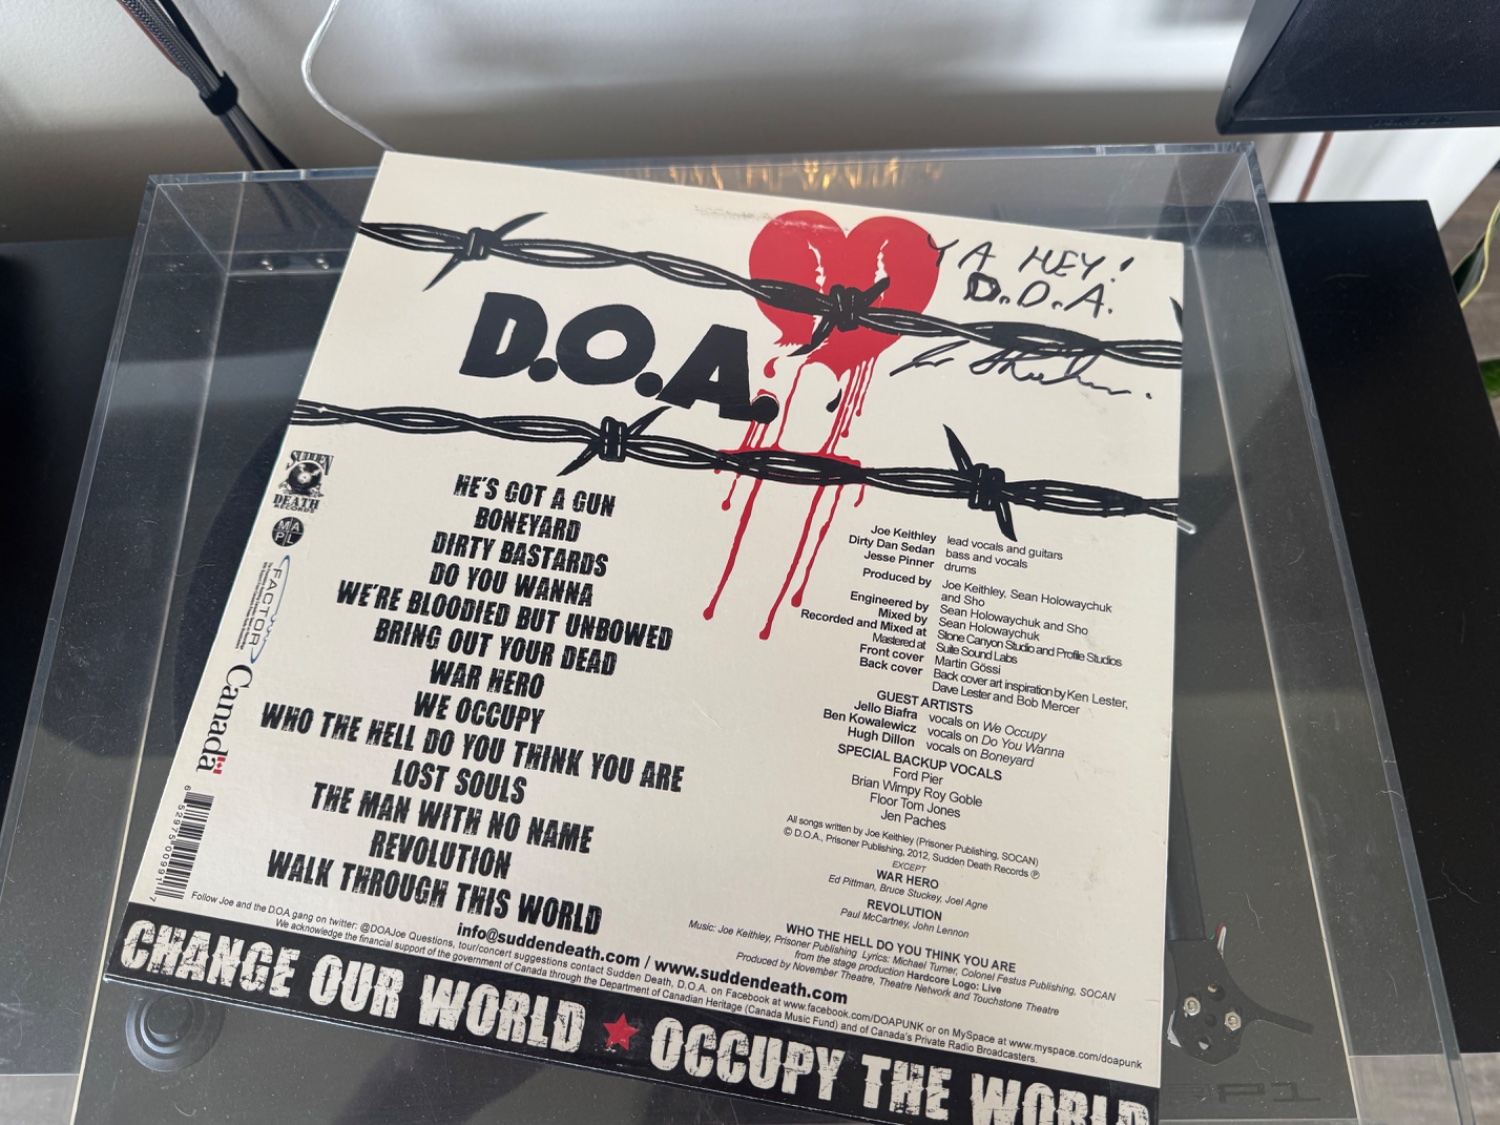 YA HEY!
D.O.A.
D.O.A.
SUDDEN
DEATH
RECORDS
MAPL
FACTOR
Canada
6 52975 00991 7
HE'S GOT A GUN
BONEYARD
DIRTY BASTARDS
DO YOU WANNA
WE'RE BLOODIED BUT UNBOWED
BRING OUT YOUR DEAD
WAR HERO
WE OCCUPY
WHO THE HELL DO YOU THINK YOU ARE
LOST SOULS
THE MAN WITH NO NAME
REVOLUTION
WALK THROUGH THIS WORLD
Joe Keithley lead vocals and guitars
Dirty Dan Sedan bass and vocals
Jesse Pinner drums
Produced by Joe Keithley, Sean Holowaychuk
and Sho
Engineered by Sean Holowaychuk and Sho
Mixed by Sean Holowaychuk
Recorded and Mixed at Stone Canyon Studio and Profile Studios
Mastered at Suite Sound Labs
Front cover Martin Gössi
Back cover Back cover art inspiration by Ken Lester,
Dave Lester and Bob Mercer
GUEST ARTISTS
Jello Biafra vocals on We Occupy
Ben Kowalewicz vocals on Do You Wanna
Hugh Dillon vocals on Boneyard
SPECIAL BACKUP VOCALS
Ford Pier
Brian Wimpy Roy Goble
Floor Tom Jones
Jen Paches
All songs written by Joe Keithley (Prisoner Publishing, SOCAN)
© D.O.A., Prisoner Publishing, 2012, Sudden Death Records ℗
EXCEPT
WAR HERO
Ed Pittman, Bruce Stuckey, Joel Agne
REVOLUTION
Paul McCartney, John Lennon
WHO THE HELL DO YOU THINK YOU ARE
Music: Joe Keithley, Prisoner Publishing Lyrics: Michael Turner, Colonel Festus Publishing, SOCAN
from the stage production Hardcore Logo: Live
Produced by November Theatre, Theatre Network and Touchstone Theatre
info@suddendeath.com / www.suddendeath.com
Follow Joe and the D.O.A gang on twitter: @DOAJoe Questions, tour/concert suggestions contact Sudden Death, D.O.A. on Facebook at www.facebook.com/DOAPUNK or on MySpace at www.myspace.com/doapunk
We acknowledge the financial support of the government of Canada through the Department of Canadian Heritage (Canada Music Fund) and of Canada's Private Radio Broadcasters.
CHANGE OUR WORLD ★ OCCUPY THE WORLD